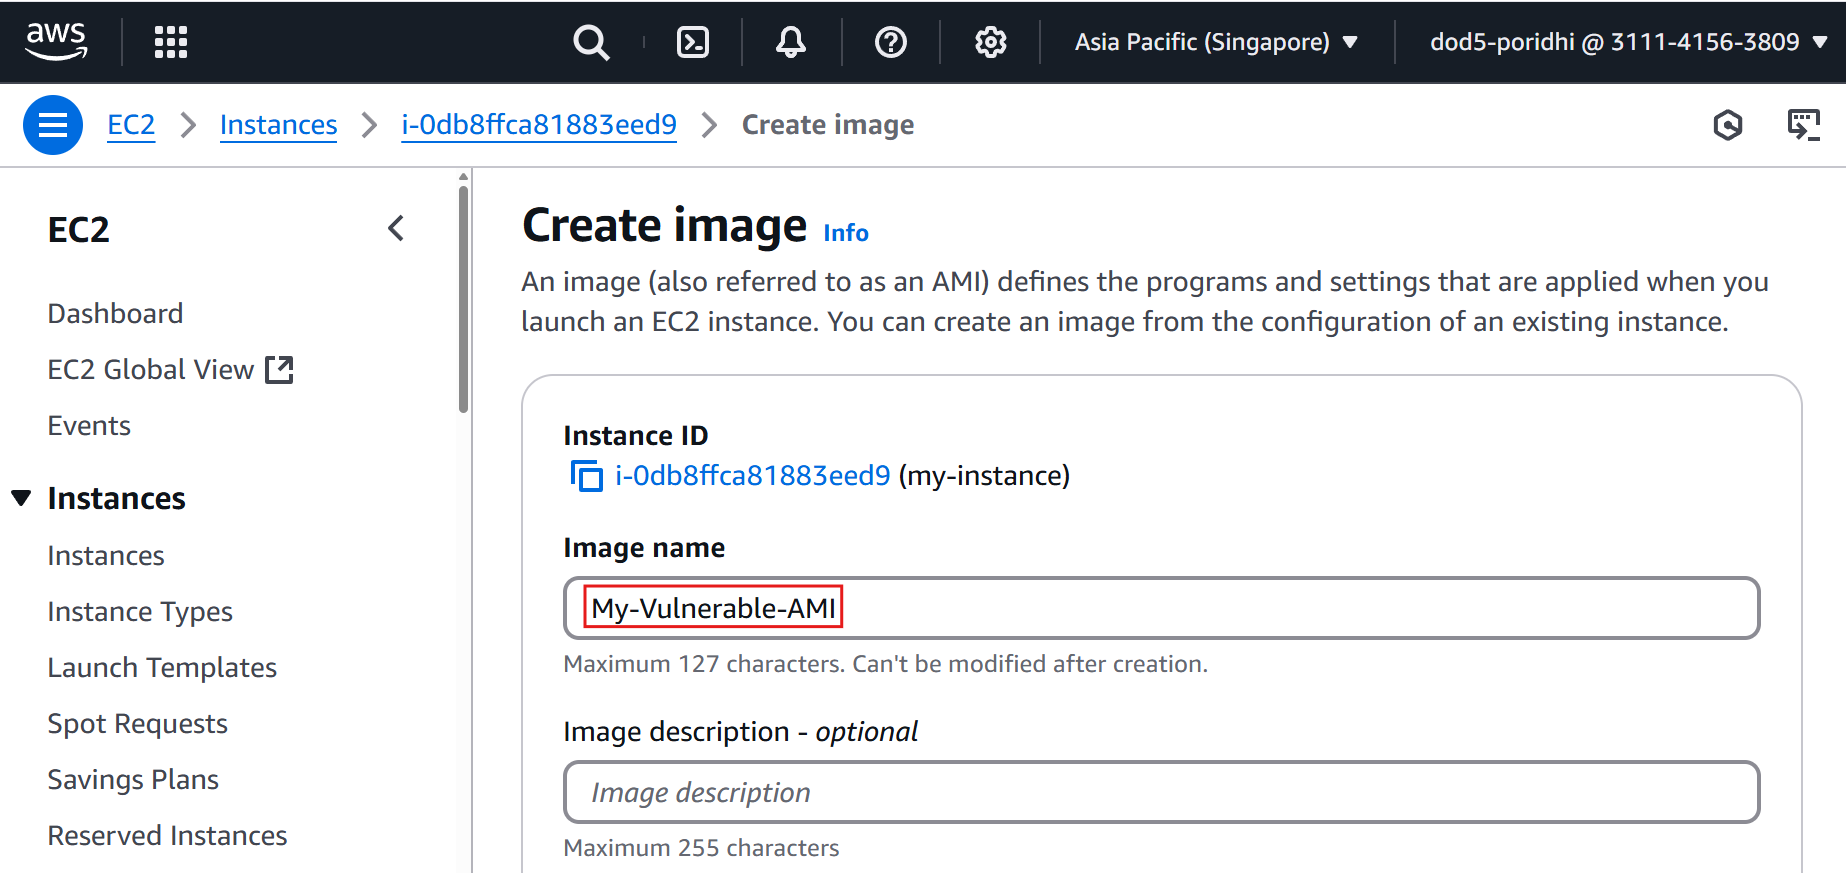 aws
Asia Pacific (Singapore)
dod5-poridhi @ 3111-4156-3809
EC2
Instances
i-0db8ffca81883eed9
Create image
EC2
Dashboard
EC2 Global View
Events
Instances
Instances
Instance Types
Launch Templates
Spot Requests
Savings Plans
Reserved Instances
Create image Info
An image (also referred to as an AMI) defines the programs and settings that are applied when you
launch an EC2 instance. You can create an image from the configuration of an existing instance.
Instance ID
i-0db8ffca81883eed9 (my-instance)
Image name
My-Vulnerable-AMI
Maximum 127 characters. Can't be modified after creation.
Image description - optional
Image description
Maximum 255 characters